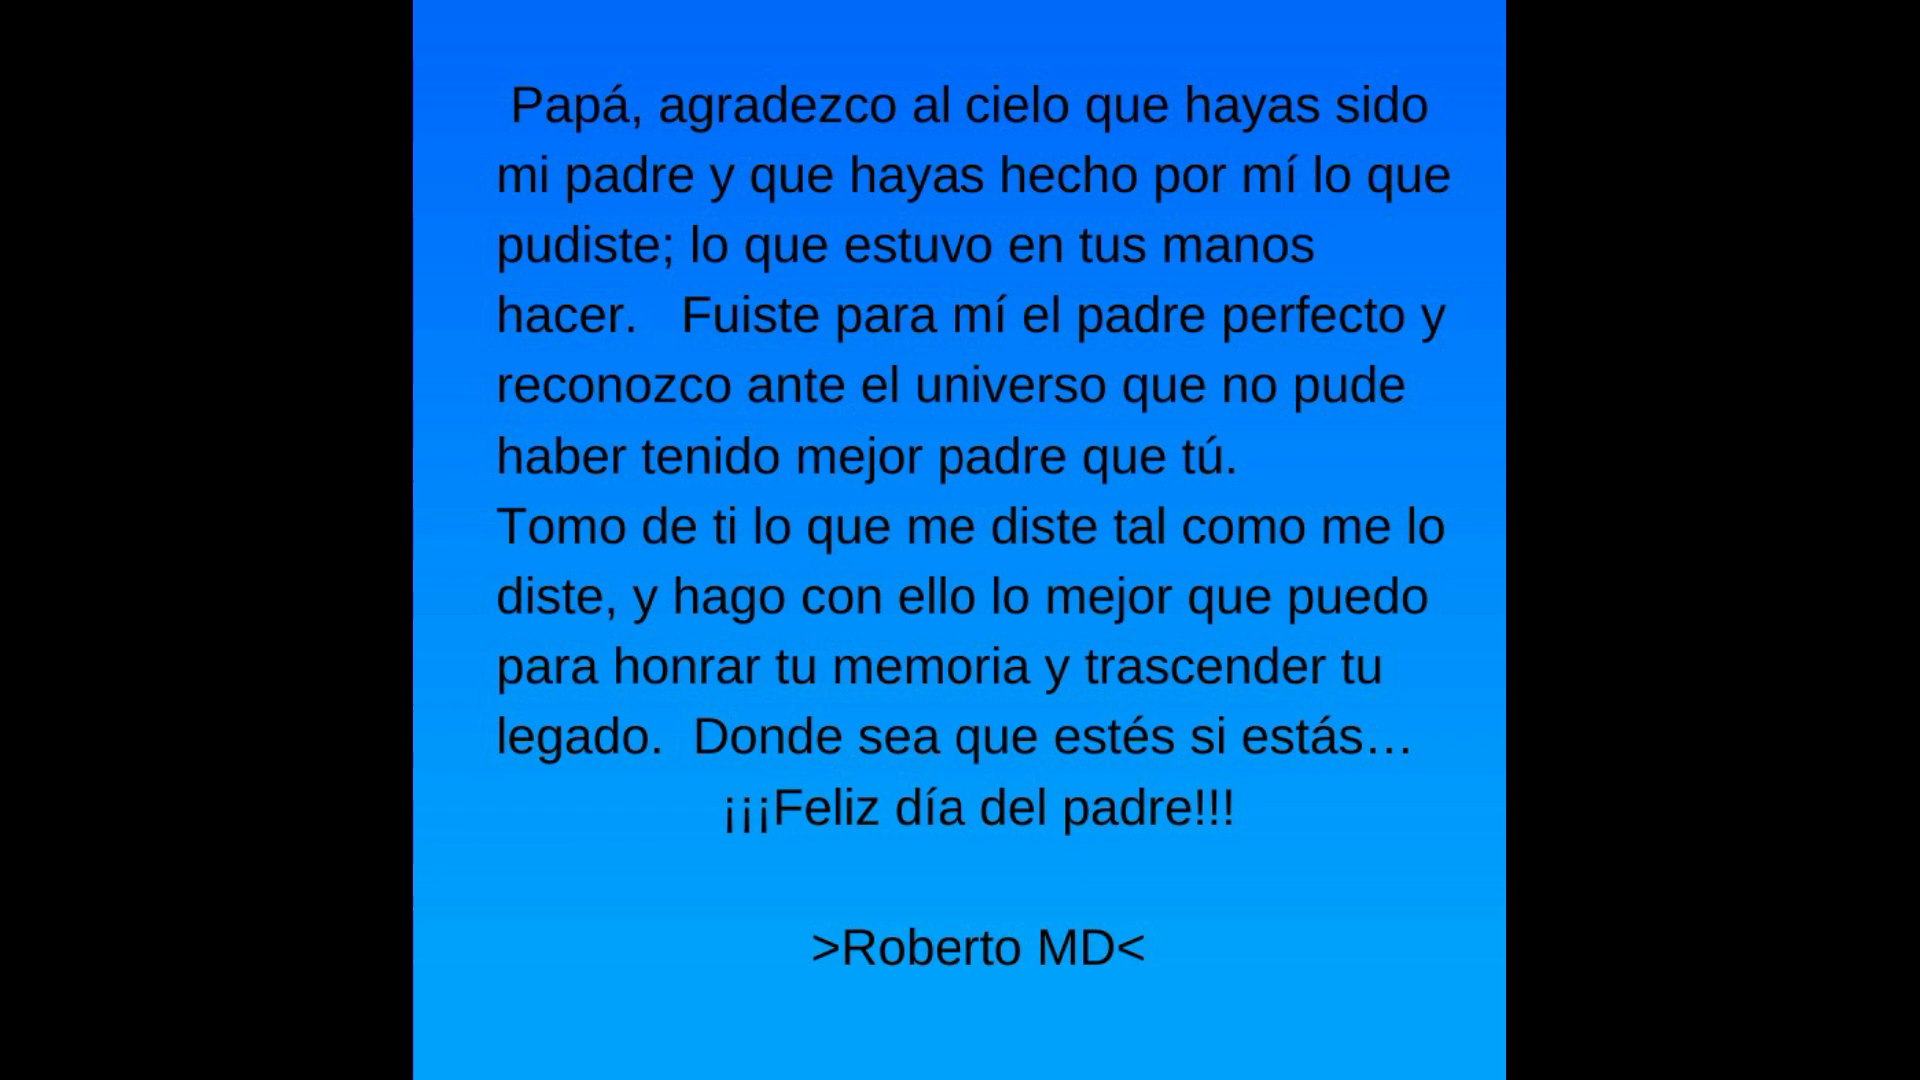 Papá, agradezco al cielo que hayas sido
mi padre y que hayas hecho por mí lo que
pudiste; lo que estuvo en tus manos
hacer.   Fuiste para mí el padre perfecto y
reconozco ante el universo que no pude
haber tenido mejor padre que tú.
Tomo de ti lo que me diste tal como me lo
diste, y hago con ello lo mejor que puedo
para honrar tu memoria y trascender tu
legado.  Donde sea que estés si estás…
¡¡¡Feliz día del padre!!!
>Roberto MD<